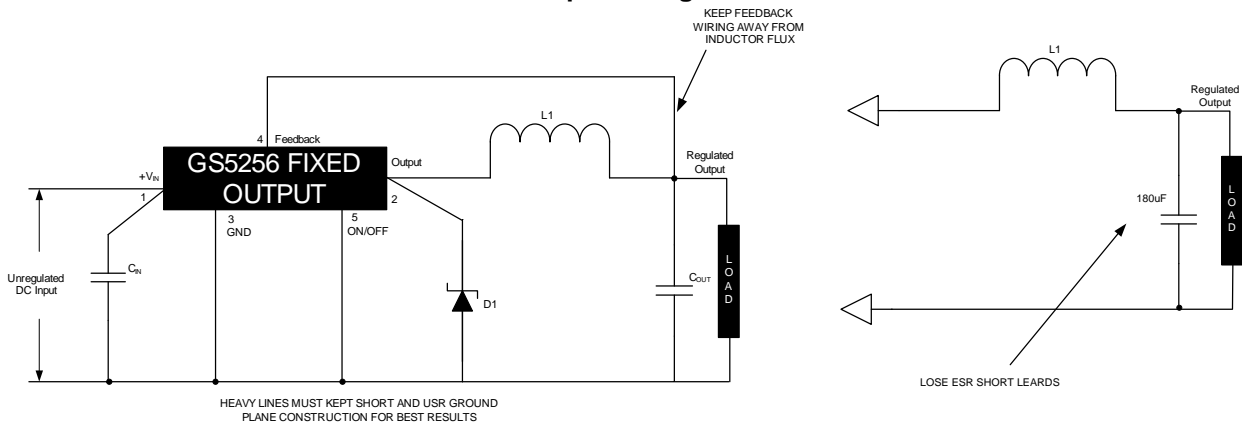 KEEP FEEDBACK
WIRING AWAY FROM
INDUCTOR FLUX
L1
4 Feedback
GS5256 FIXED
OUTPUT
Output
+VIN
1
2
3
GND
5
ON/OFF
Unregulated
DC Input
CIN
D1
L1
Regulated
Output
COUT
LOAD
HEAVY LINES MUST KEPT SHORT AND USR GROUND
PLANE CONSTRUCTION FOR BEST RESULTS
Regulated
Output
180uF
LOAD
LOSE ESR SHORT LEARDS